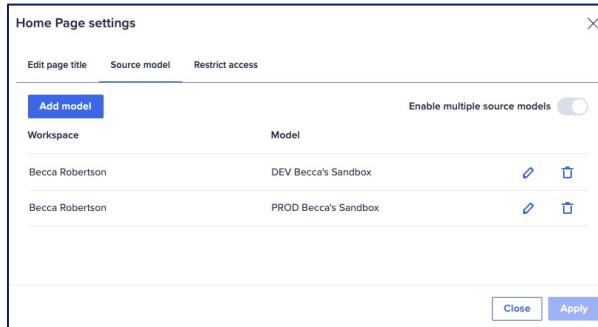 Home Page settings
Edit page title Source model Restrict access
Add model Enable multiple source models
Workspace Model
Becca Robertson DEV Becca's Sandbox
Becca Robertson PROD Becca's Sandbox
Close Apply